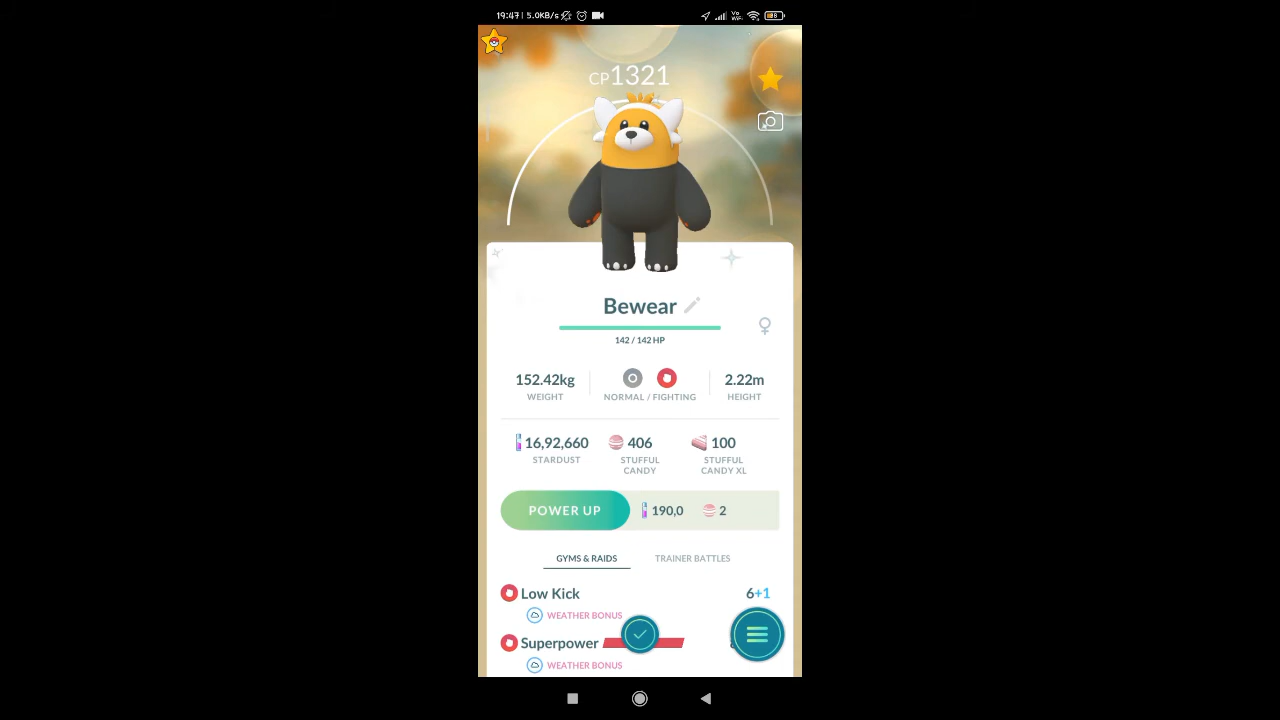 19:47 | 5.0KB/s
Vo WiFi
CP1321
Bewear
142 / 142 HP
152.42kg NORMAL / FIGHTING 2.22m
WEIGHT HEIGHT
16,92,660 406 100
STARDUST STUFFUL CANDY STUFFUL CANDY XL
POWER UP 190,0 2
GYMS & RAIDS TRAINER BATTLES
Low Kick 6+1
WEATHER BONUS
Superpower
WEATHER BONUS